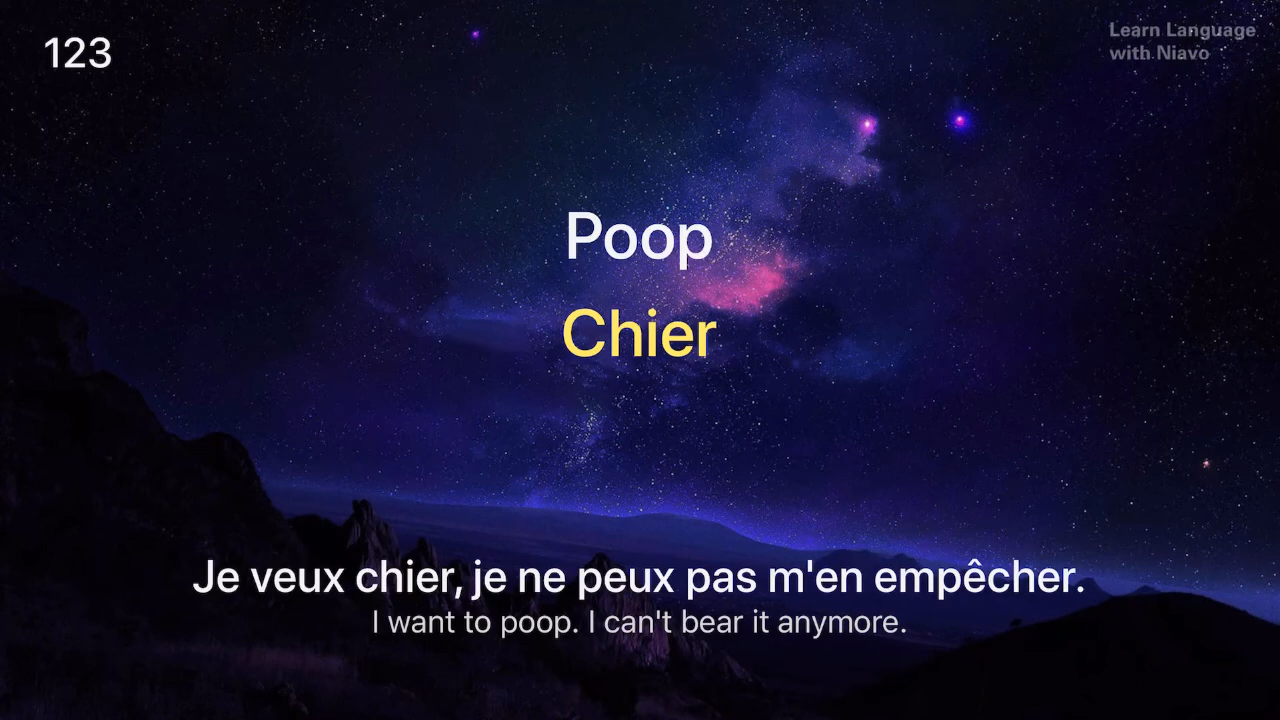 123
Learn Language
with Niavo
Poop
Chier
Je veux chier, je ne peux pas m'en empêcher.
I want to poop. I can't bear it anymore.